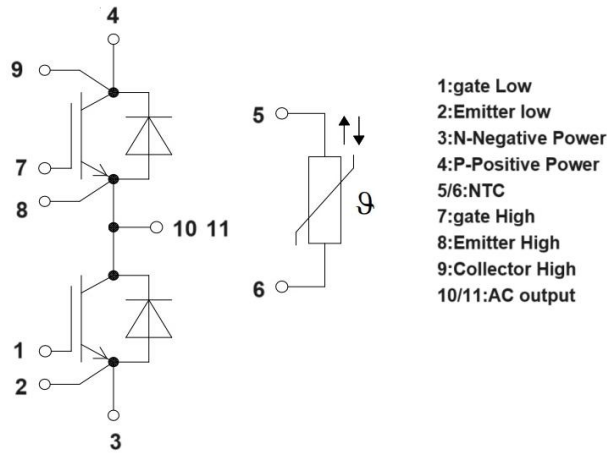 4
9
7
8
10 11
1
2
3
5
6
ϑ
1:gate Low
2:Emitter low
3:N-Negative Power
4:P-Positive Power
5/6:NTC
7:gate High
8:Emitter High
9:Collector High
10/11:AC output